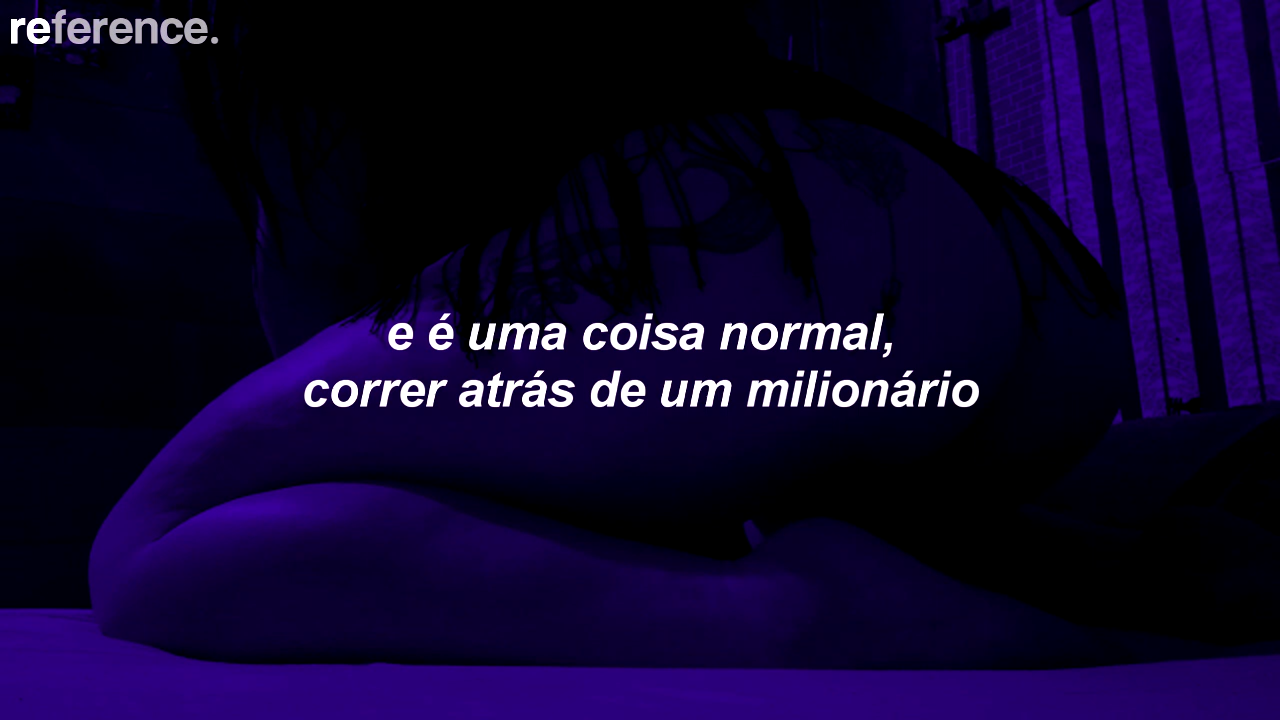 reference.
e é uma coisa normal,
correr atrás de um milionário